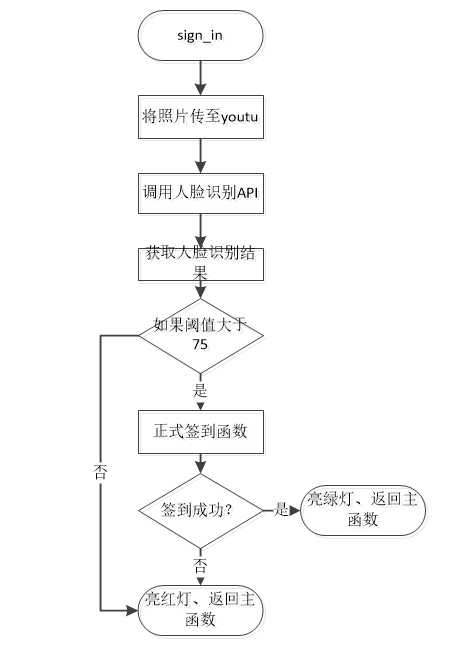 sign_in
将照片传至youtu
调用人脸识别API
获取人脸识别结
果
如果阈值大于
75
是
正式签到函数
否
签到成功？
是
亮绿灯、返回主
函数
否
亮红灯、返回主
函数